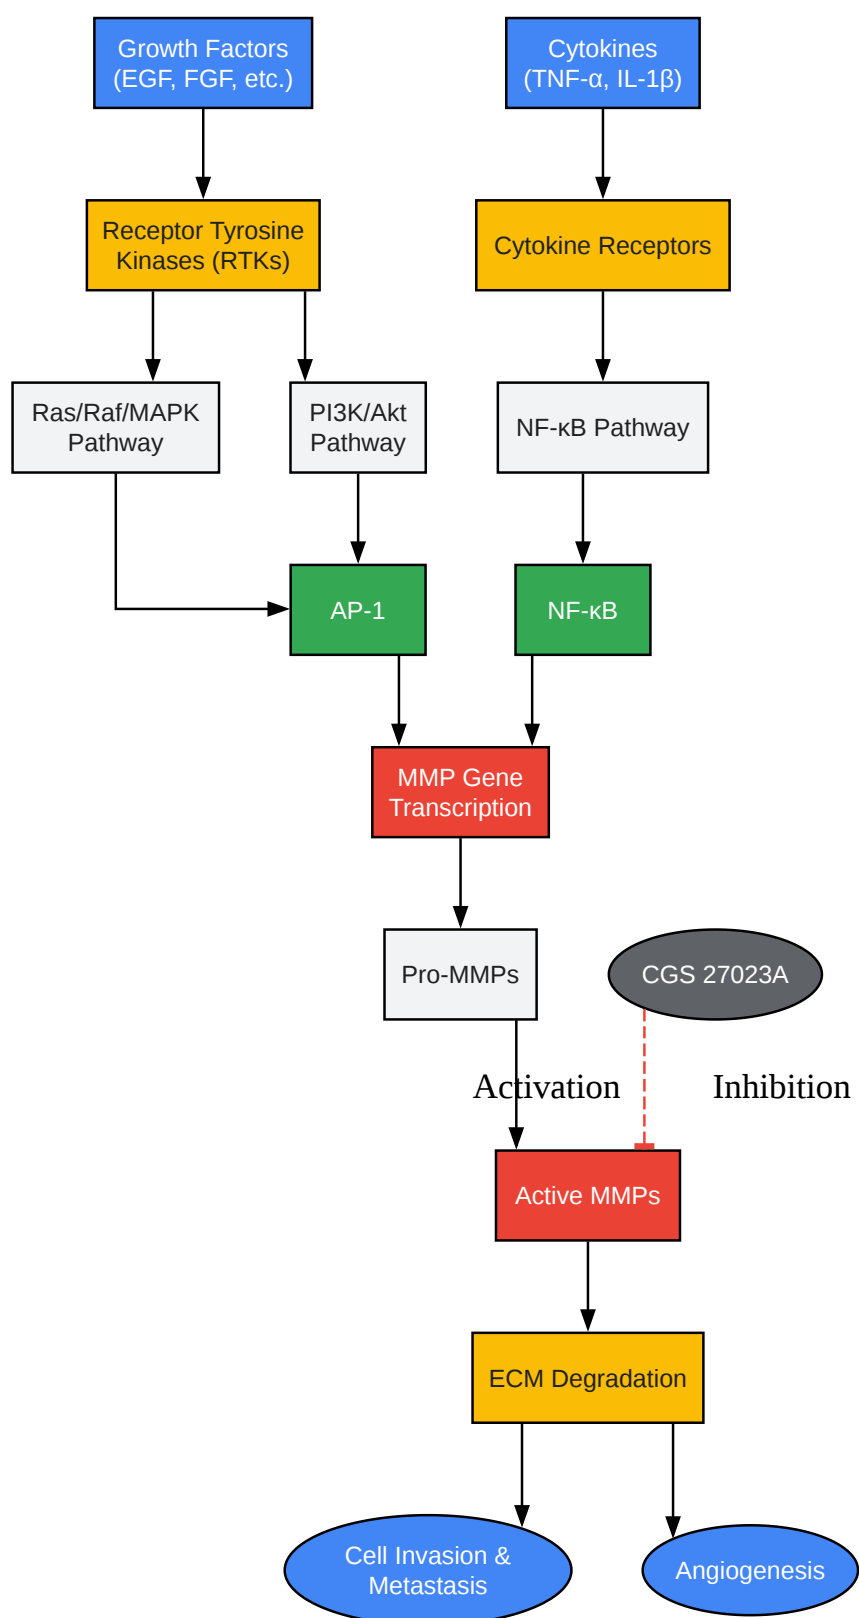 Growth Factors
(EGF, FGF, etc.)
Cytokines
(TNF-α, IL-1β)
Receptor Tyrosine
Kinases (RTKs)
Cytokine Receptors
Ras/Raf/MAPK
Pathway
PI3K/Akt
Pathway
NF-κB Pathway
AP-1
NF-κB
MMP Gene
Transcription
Pro-MMPs
CGS 27023A
Activation
Inhibition
Active MMPs
ECM Degradation
Cell Invasion &
Metastasis
Angiogenesis